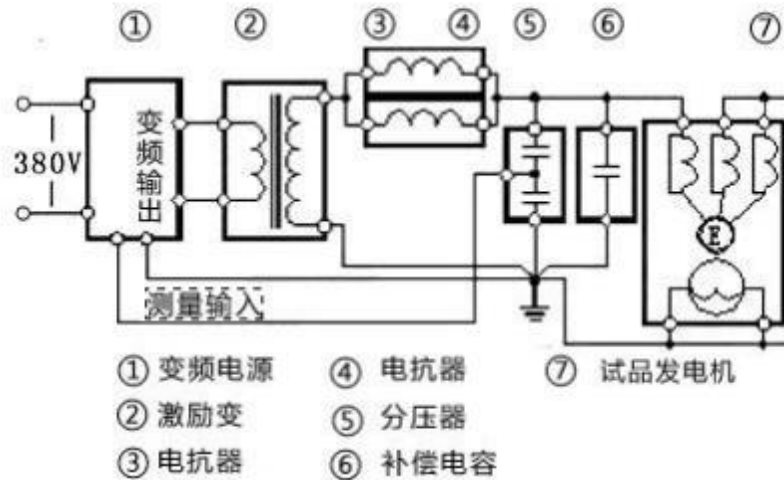 ① ② ③ ④ ⑤ ⑥ ⑦
380V
变频输出
E
测量输入
① 变频电源 ④ 电抗器 ⑦ 试品发电机
② 激励变 ⑤ 分压器
③ 电抗器 ⑥ 补偿电容